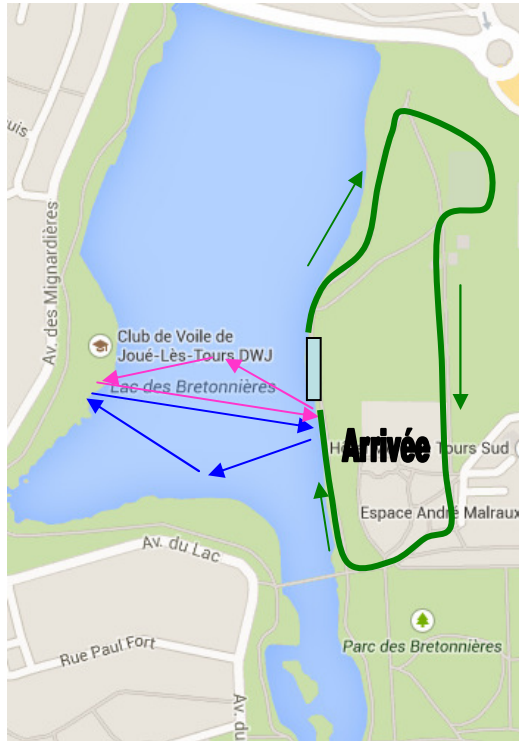 uis
Av. des Mignardières
Club de Voile de
Joué-Lès-Tours DWJ
Lac des Bretonnières
Arrivée
Tours Sud
Espace André Malraux
Av. du Lac
Rue Paul Fort
Parc des Bretonnières
Av. du